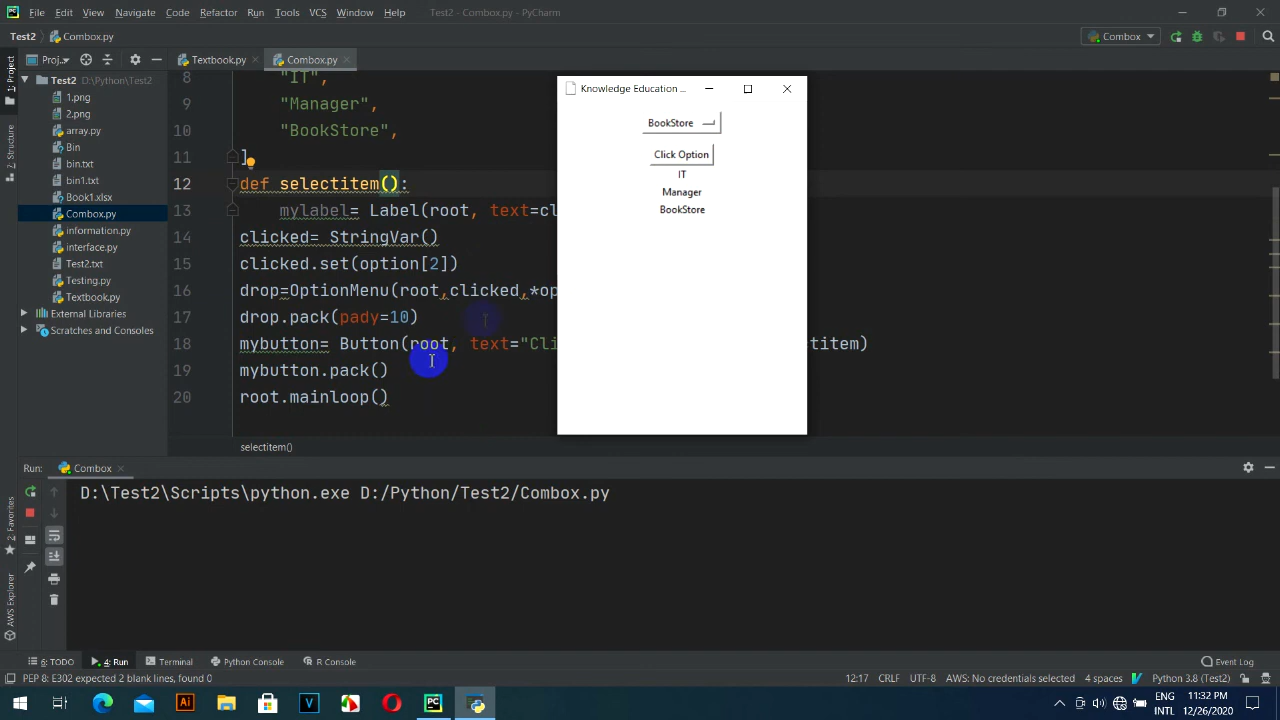 File Edit View Navigate Code Refactor Run Tools VCS Window Help Test2 - Combox.py - PyCharm
Test2 Combox.py Combox
Proj... Textbook.py Combox.py
1: Project
Z: Structure
2: Favorites
AWS Explorer
Test2 D:\Python\Test2
1.png
2.png
array.py
Bin
bin.txt
bin1.txt
Book1.xlsx
Combox.py
information.py
interface.py
Test2.txt
Testing.py
Textbook.py
External Libraries
Scratches and Consoles
8 "IT",
9 "Manager",
10 "BookStore",
11 ]
12 def selectitem():
13 mylabel= Label(root, text=cl
14 clicked= StringVar()
15 clicked.set(option[2])
16 drop=OptionMenu(root,clicked,*op
17 drop.pack(pady=10)
18 mybutton= Button(root, text="Cli titem)
19 mybutton.pack()
20 root.mainloop()
selectitem()
Knowledge Education ...
BookStore
Click Option
IT
Manager
BookStore
Run: Combox
D:\Test2\Scripts\python.exe D:/Python/Test2/Combox.py
6: TODO 4: Run Terminal Python Console R Console Event Log
PEP 8: E302 expected 2 blank lines, found 0 12:17 CRLF UTF-8 AWS: No credentials selected 4 spaces Python 3.8 (Test2)
ENG 11:32 PM
INTL 12/26/2020